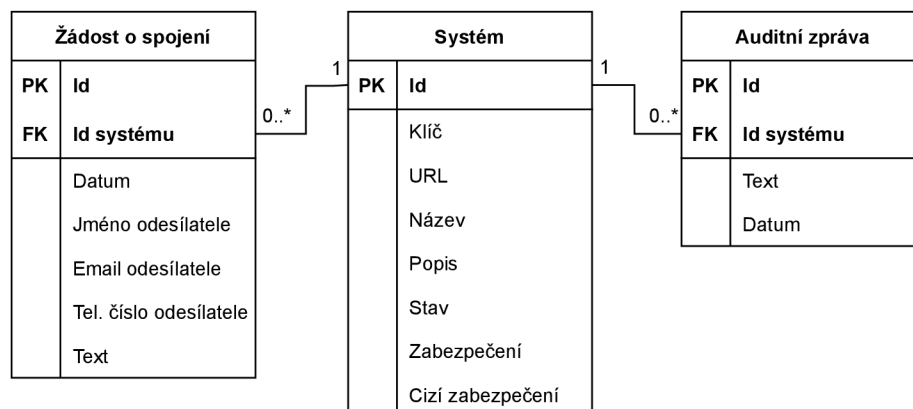 Žádost o spojení
PK Id
FK Id systému
Datum
Jméno odesílatele
Email odesílatele
Tel. číslo odesílatele
Text
0..*
1
Systém
PK Id
Klíč
URL
Název
Popis
Stav
Zabezpečení
Cizí zabezpečení
1
0..*
Auditní zpráva
PK Id
FK Id systému
Text
Datum